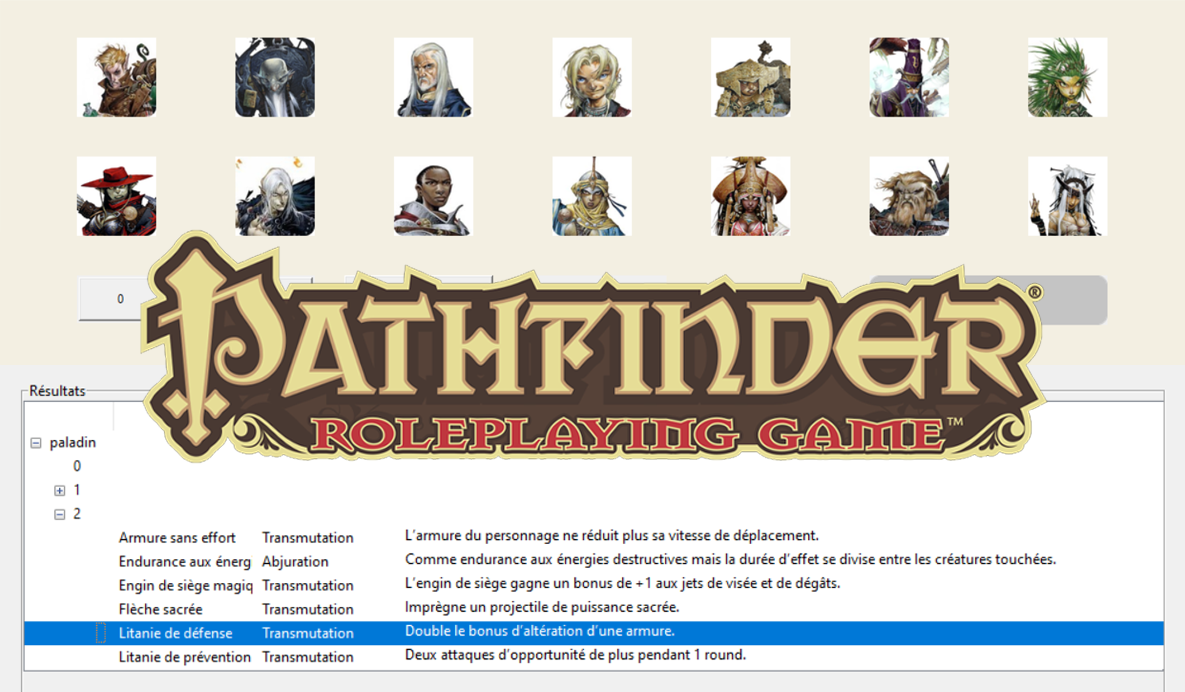 0
PATHFINDER®
ROLEPLAYING GAME™
Résultats
paladin
0
1
2
Armure sans effort Transmutation L'armure du personnage ne réduit plus sa vitesse de déplacement.
Endurance aux énerg Abjuration Comme endurance aux énergies destructives mais la durée d'effet se divise entre les créatures touchées.
Engin de siège magiq Transmutation L'engin de siège gagne un bonus de +1 aux jets de visée et de dégâts.
Flèche sacrée Transmutation Imprègne un projectile de puissance sacrée.
Litanie de défense Transmutation Double le bonus d'altération d'une armure.
Litanie de prévention Transmutation Deux attaques d'opportunité de plus pendant 1 round.